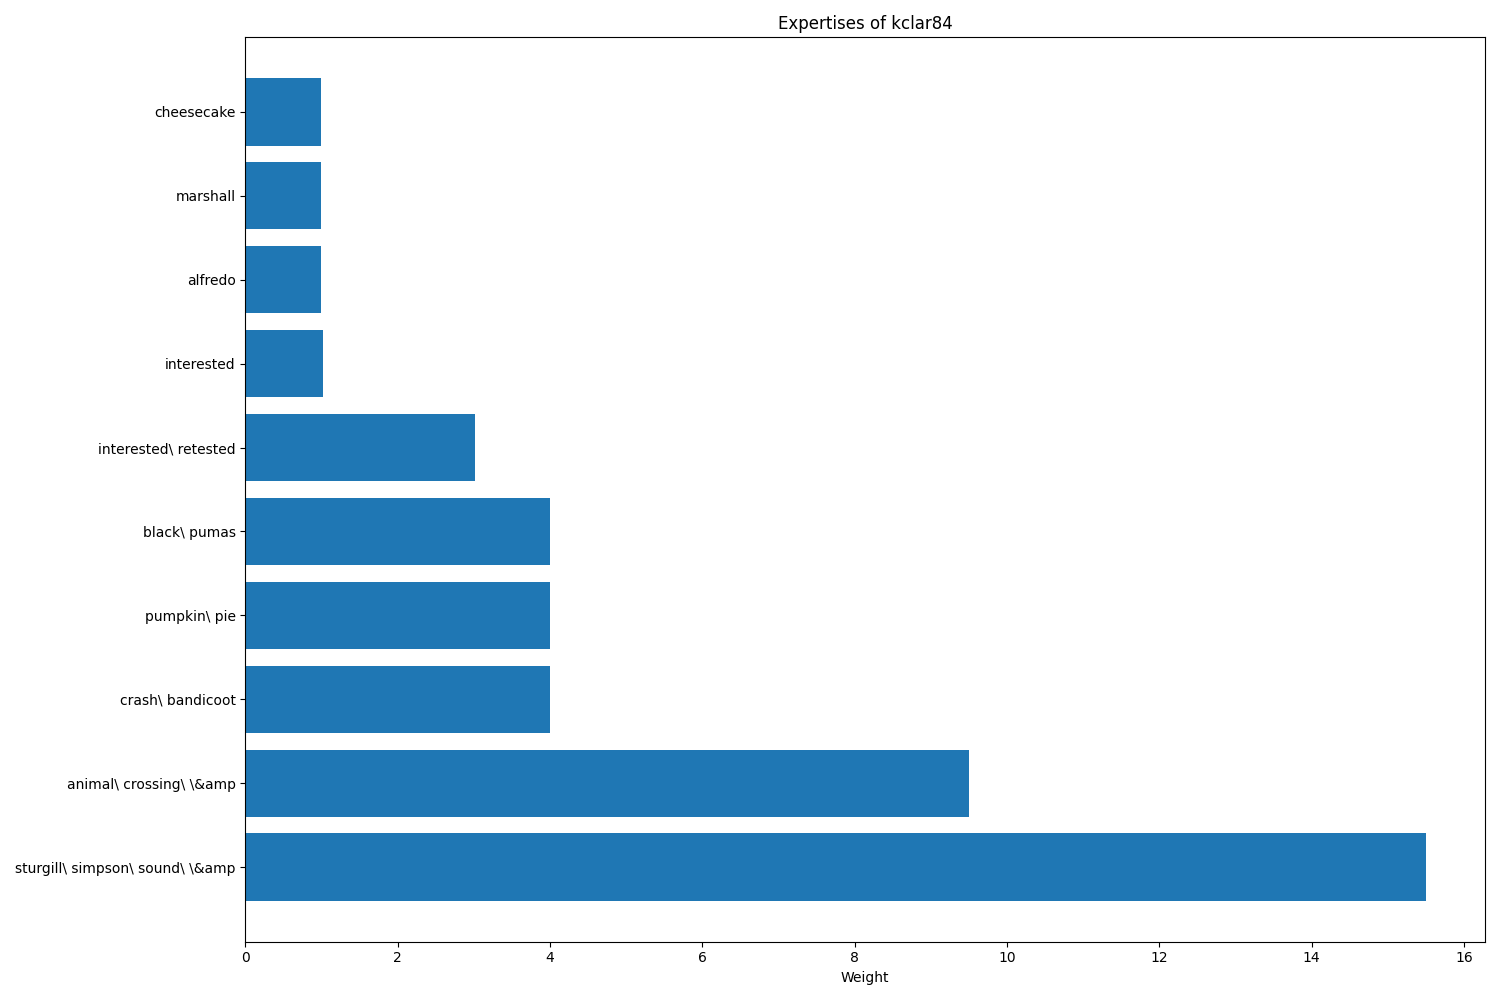 Expertises of kclar84
cheesecake
marshall
alfredo
interested
interested\ retested
black\ pumas
pumpkin\ pie
crash\ bandicoot
animal\ crossing\ \&amp
sturgill\ simpson\ sound\ \&amp
0 2 4 6 8 10 12 14 16
Weight